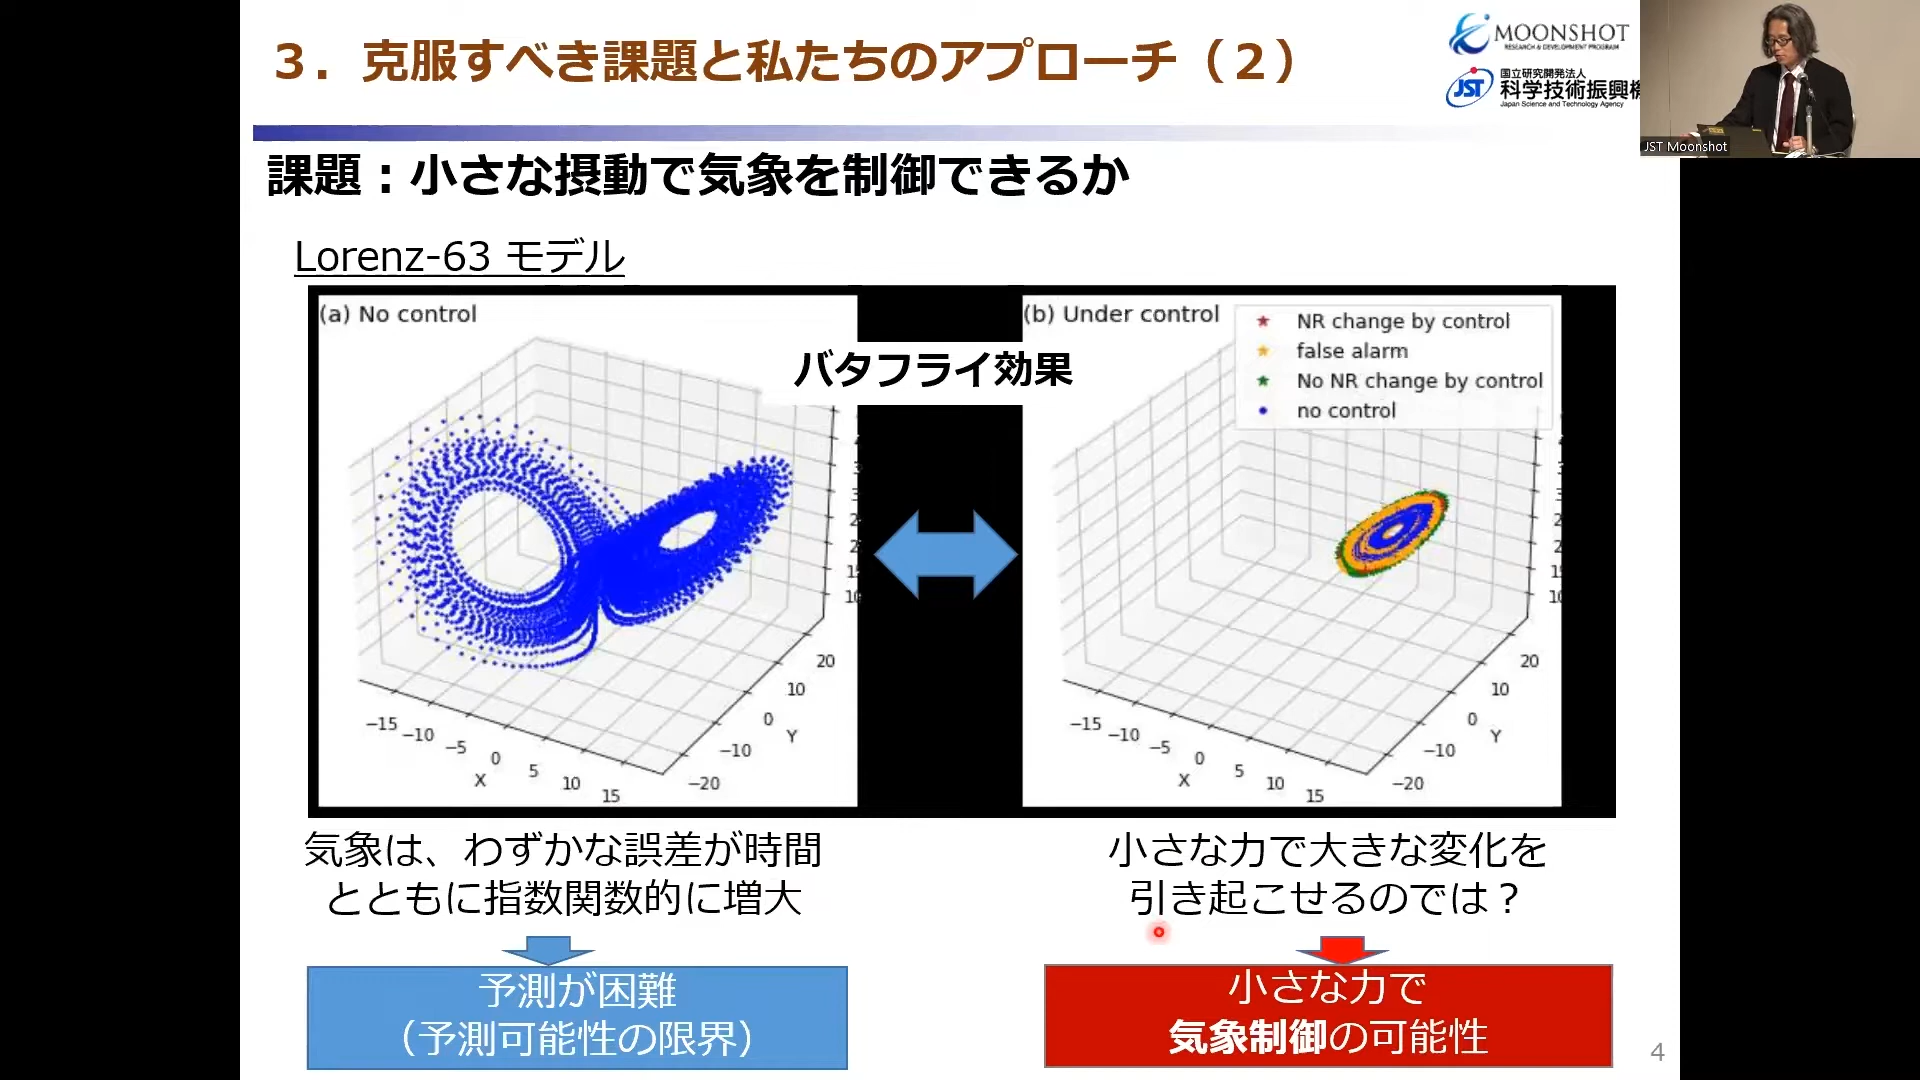 ３．克服すべき課題と私たちのアプローチ（２）
MOONSHOT
RESEARCH & DEVELOPMENT PROGRAM
JST
国立研究開発法人
科学技術振興機
Japan Science and Technology Agency
JST Moonshot
課題：小さな摂動で気象を制御できるか
Lorenz-63 モデル
(a) No control
(b) Under control
NR change by control
false alarm
No NR change by control
no control
バタフライ効果
10
20
10
0
−10
−20
Y
−15
−10
−5
0
5
10
15
X
10
20
10
0
−10
−20
Y
−15
−10
−5
0
5
10
15
X
気象は、わずかな誤差が時間
とともに指数関数的に増大
小さな力で大きな変化を
引き起こせるのでは？
予測が困難
（予測可能性の限界）
小さな力で
気象制御の可能性
4